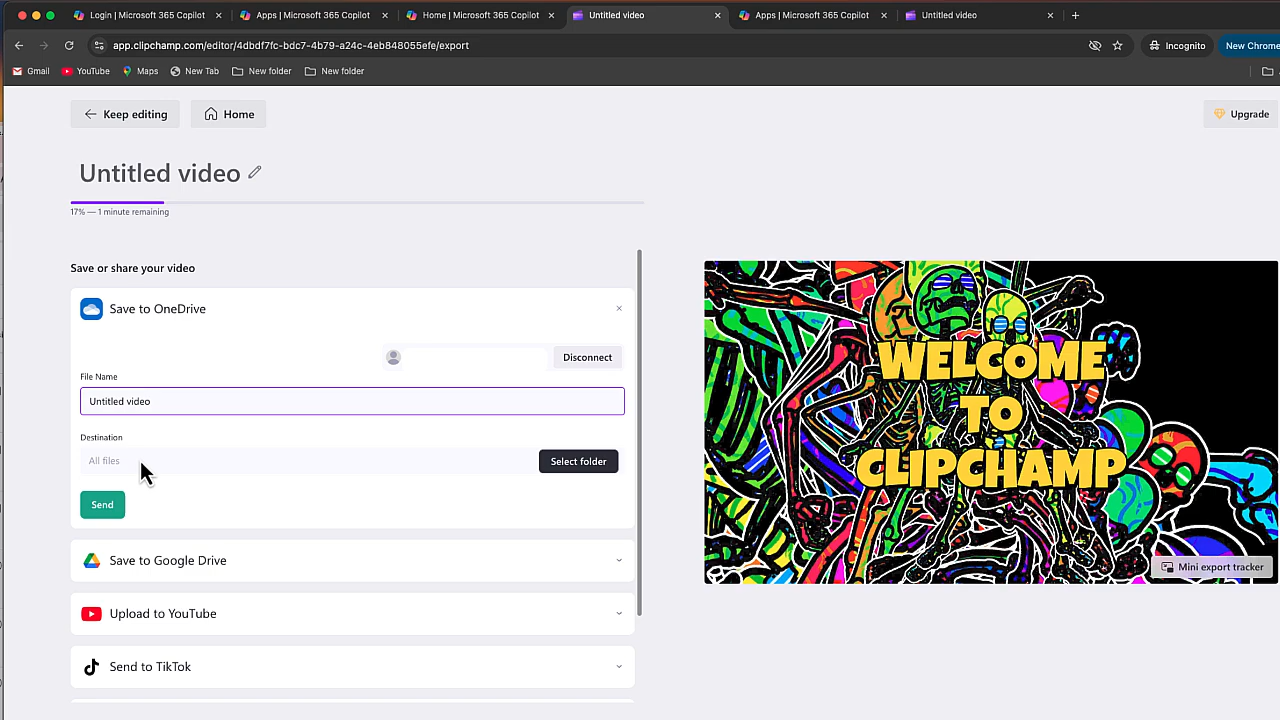 Login | Microsoft 365 Copilot
Apps | Microsoft 365 Copilot
Home | Microsoft 365 Copilot
Untitled video
Apps | Microsoft 365 Copilot
Untitled video
app.clipchamp.com/editor/4dbdf7fc-bdc7-4b79-a24c-4eb848055efe/export
Incognito
New Chrome
Gmail
YouTube
Maps
New Tab
New folder
New folder
Keep editing
Home
Upgrade
Untitled video
17% — 1 minute remaining
Save or share your video
Save to OneDrive
Disconnect
File Name
Untitled video
Destination
All files
Select folder
Send
Save to Google Drive
Upload to YouTube
Send to TikTok
WELCOME
TO
CLIPCHAMP
Mini export tracker